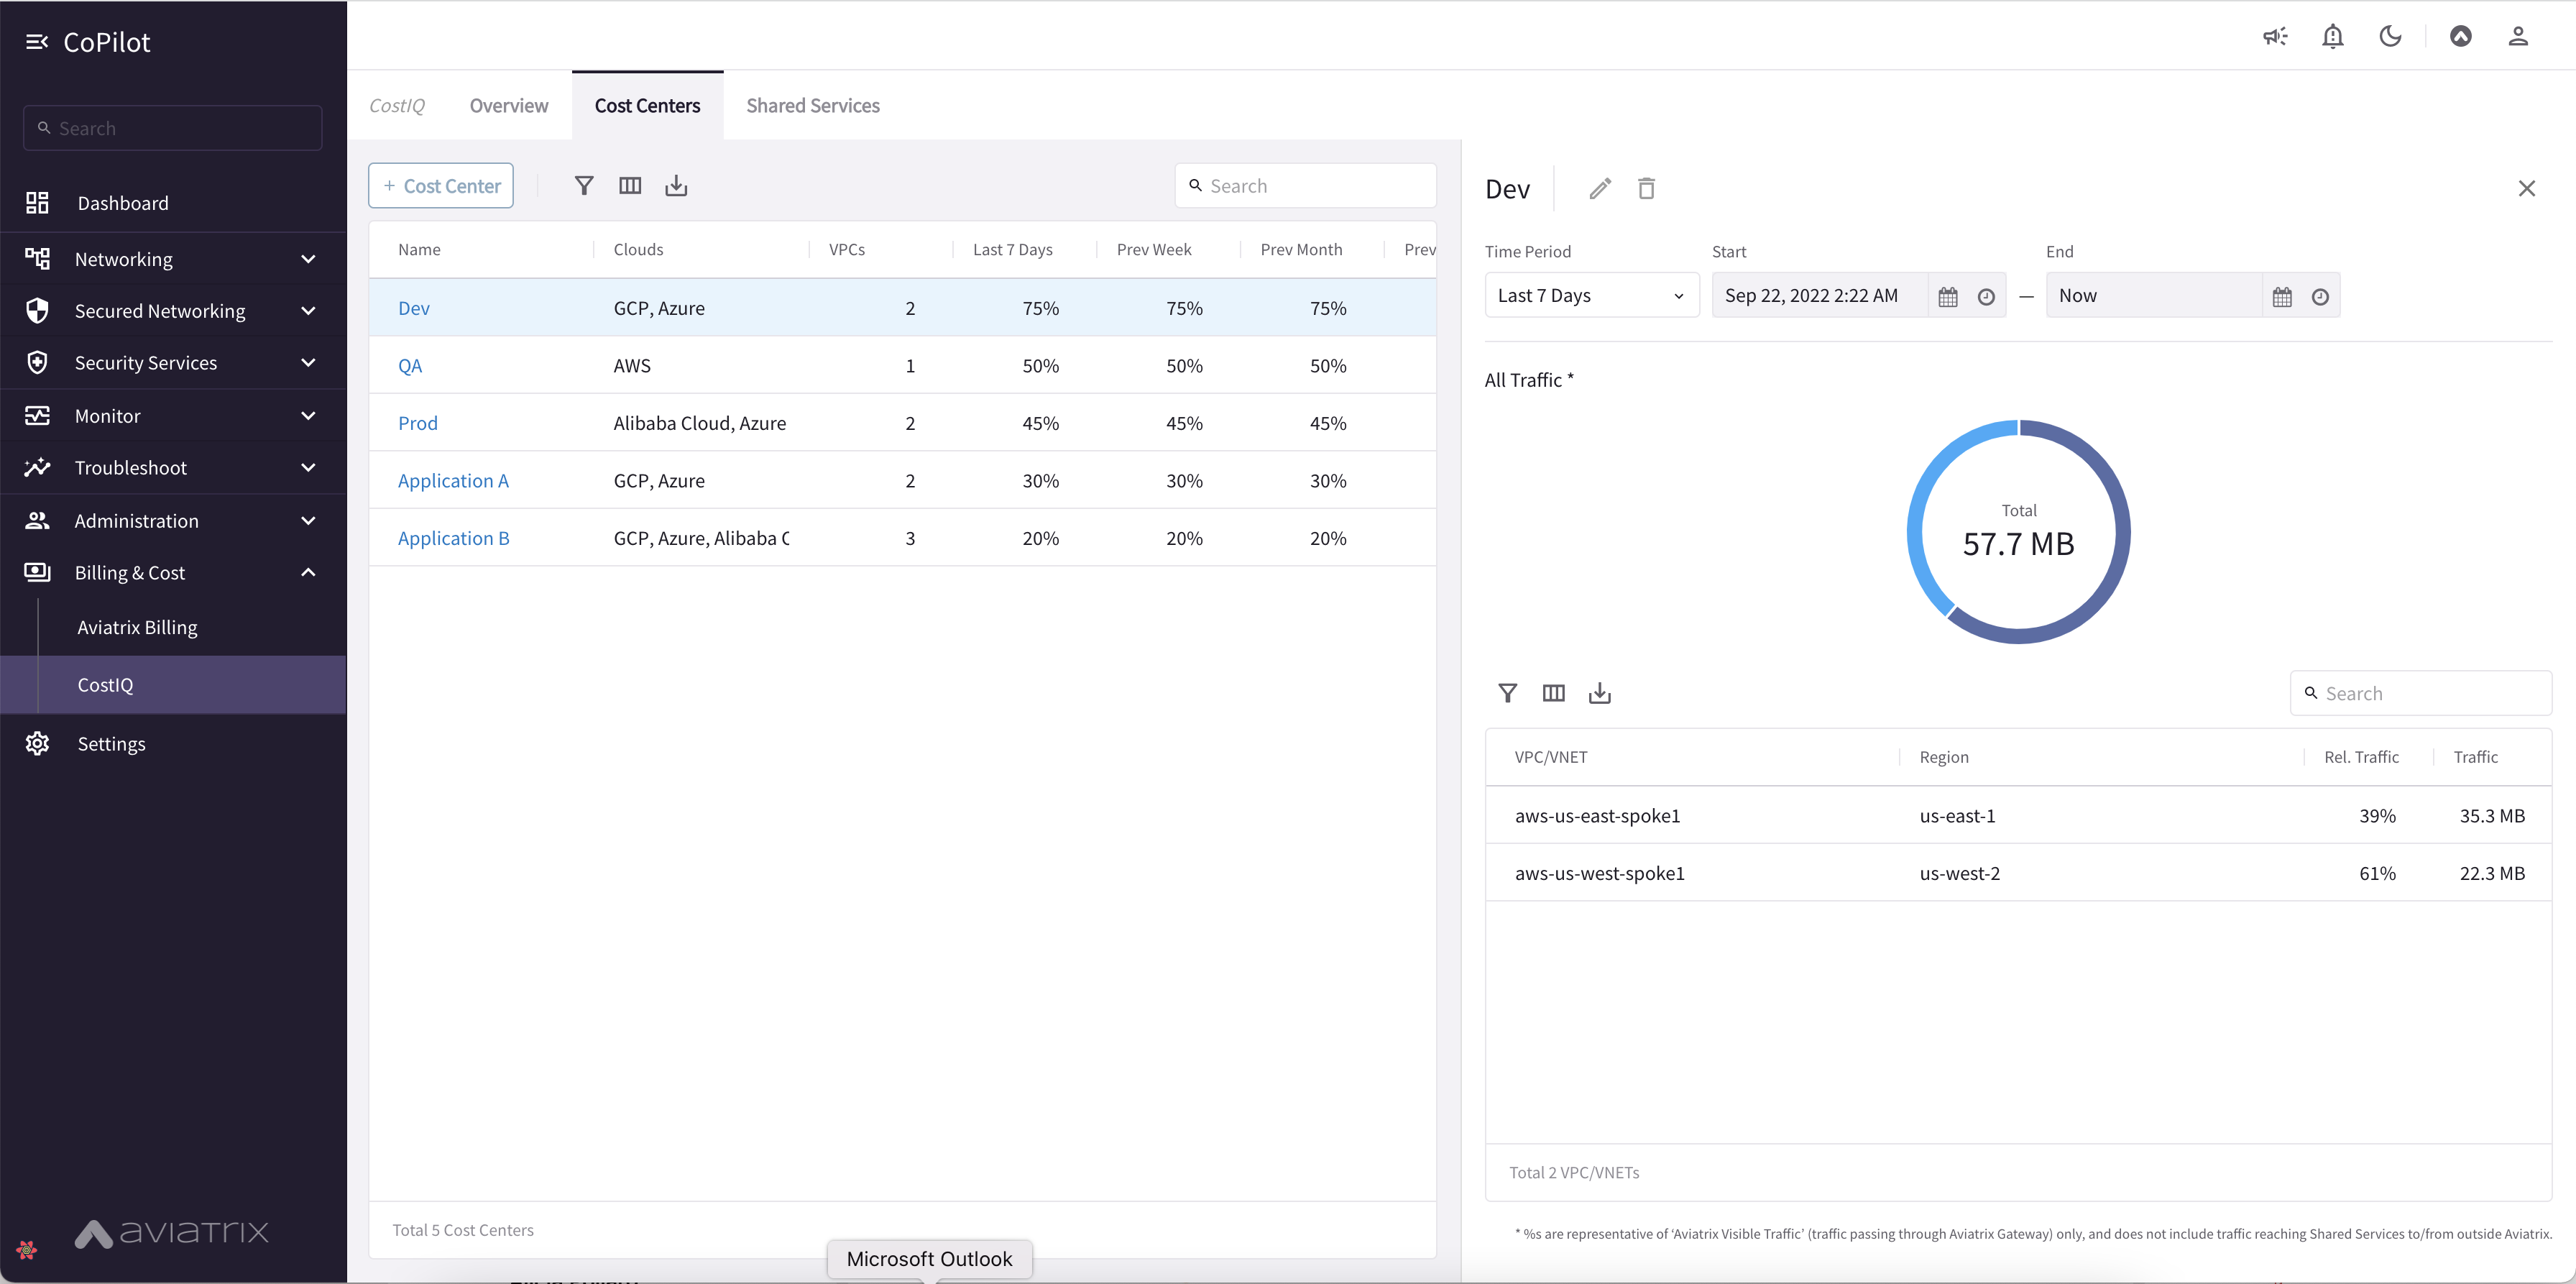 CoPilot
Search
Dashboard
Networking
Secured Networking
Security Services
Monitor
Troubleshoot
Administration
Billing & Cost
Aviatrix Billing
CostIQ
Settings
aviatrix
CostIQ Overview Cost Centers Shared Services
+ Cost Center Search
Name Clouds VPCs Last 7 Days Prev Week Prev Month Prev
Dev GCP, Azure 2 75% 75% 75%
QA AWS 1 50% 50% 50%
Prod Alibaba Cloud, Azure 2 45% 45% 45%
Application A GCP, Azure 2 30% 30% 30%
Application B GCP, Azure, Alibaba C 3 20% 20% 20%
Total 5 Cost Centers
Microsoft Outlook
Dev
Time Period Start End
Last 7 Days Sep 22, 2022 2:22 AM — Now
All Traffic *
Total
57.7 MB
Search
VPC/VNET Region Rel. Traffic Traffic
aws-us-east-spoke1 us-east-1 39% 35.3 MB
aws-us-west-spoke1 us-west-2 61% 22.3 MB
Total 2 VPC/VNETs
* %s are representative of ‘Aviatrix Visible Traffic’ (traffic passing through Aviatrix Gateway) only, and does not include traffic reaching Shared Services to/from outside Aviatrix.